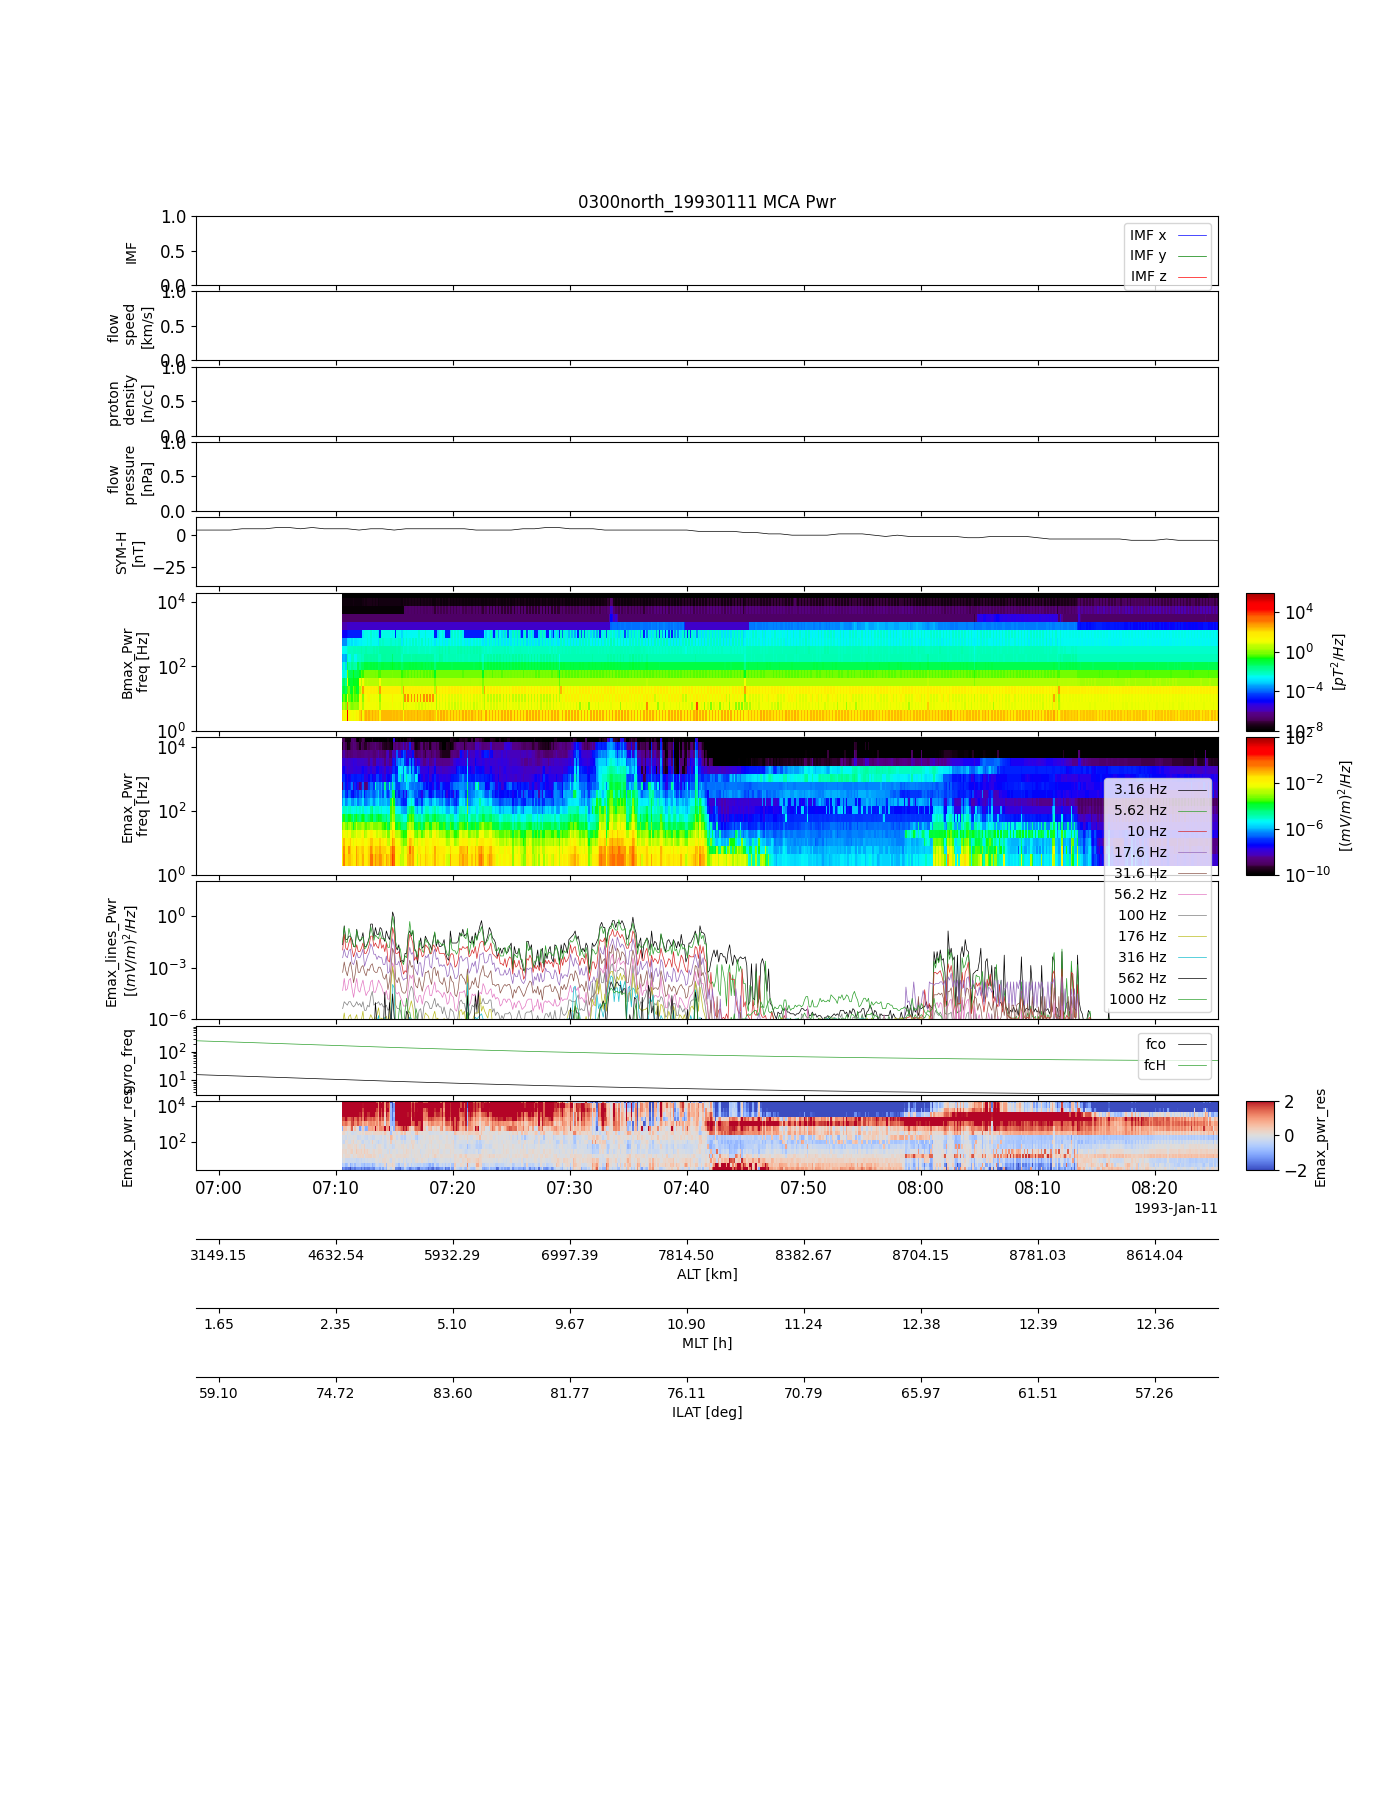 0300north_19930111 MCA Pwr
1.0
0.5
0.0
IMF
IMF x
IMF y
IMF z
1.0
0.5
0.0
flow
speed
[km/s]
1.0
0.5
0.0
proton
density
[n/cc]
1.0
0.5
0.0
flow
pressure
[nPa]
0
−25
SYM-H
[nT]
10^4
10^2
10^0
Bmax_Pwr
freq [Hz]
10^4
10^0
10^-4
10^-8
[pT^2/Hz]
10^4
10^2
10^0
Emax_Pwr
freq [Hz]
10^2
10^-2
10^-6
10^-10
[(mV/m)^2/Hz]
3.16 Hz
5.62 Hz
10 Hz
17.6 Hz
31.6 Hz
56.2 Hz
100 Hz
176 Hz
316 Hz
562 Hz
1000 Hz
10^0
10^-3
10^-6
Emax_lines_Pwr
[(mV/m)^2/Hz]
10^2
10^1
gyro_freq
fco
fcH
10^4
10^2
Emax_pwr_res
2
0
−2
Emax_pwr_res
07:00 07:10 07:20 07:30 07:40 07:50 08:00 08:10 08:20
1993-Jan-11
3149.15 4632.54 5932.29 6997.39 7814.50 8382.67 8704.15 8781.03 8614.04
ALT [km]
1.65 2.35 5.10 9.67 10.90 11.24 12.38 12.39 12.36
MLT [h]
59.10 74.72 83.60 81.77 76.11 70.79 65.97 61.51 57.26
ILAT [deg]